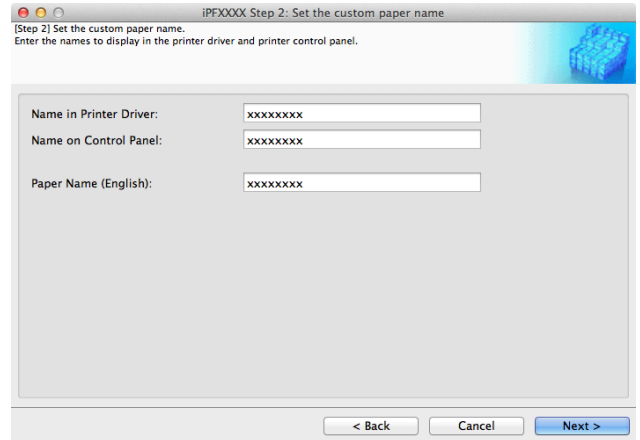 iPFXXXX Step 2: Set the custom paper name
[Step 2] Set the custom paper name.
Enter the names to display in the printer driver and printer control panel.
Name in Printer Driver: xxxxxxxx
Name on Control Panel: xxxxxxxx
Paper Name (English): xxxxxxxx
< Back Cancel Next >